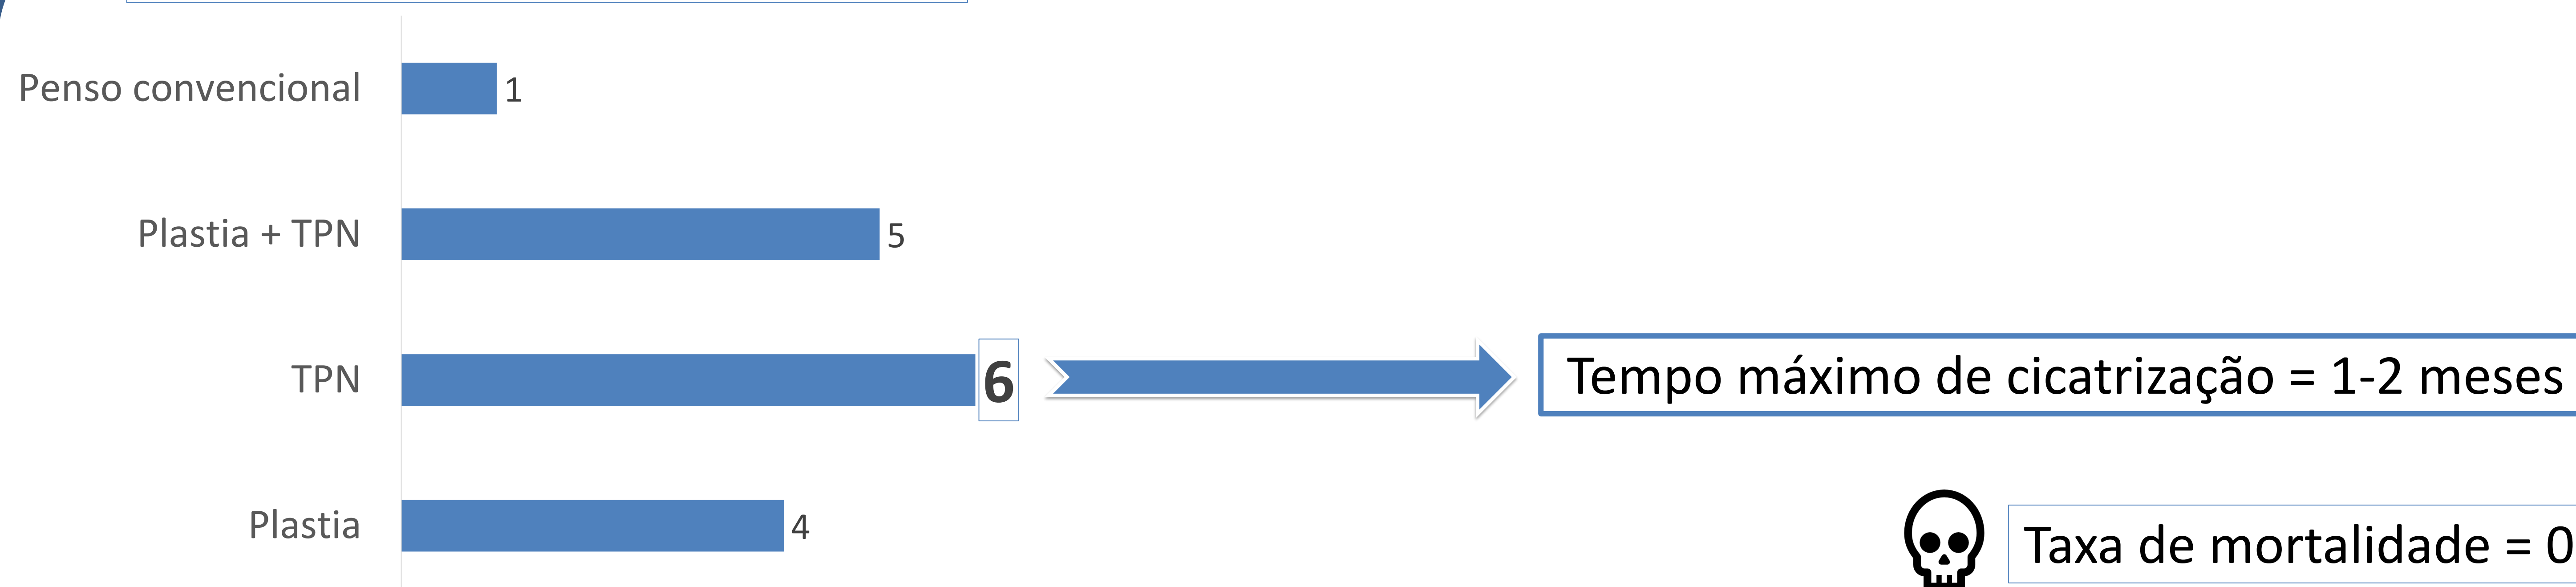 Penso convencional
1
Plastia + TPN
5
TPN
6
Tempo máximo de cicatrização = 1-2 meses
Plastia
4
Taxa de mortalidade = 0